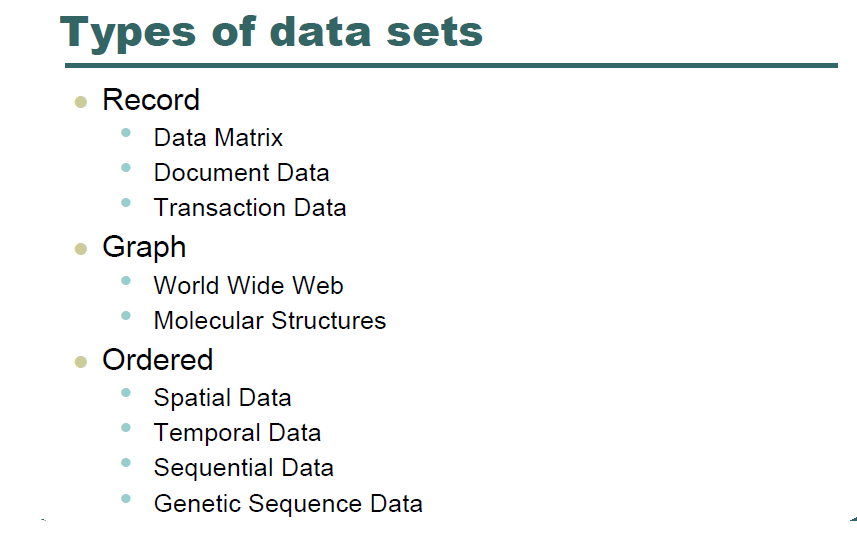 Types of data sets
Record
Data Matrix
Document Data
Transaction Data
Graph
World Wide Web
Molecular Structures
Ordered
Spatial Data
Temporal Data
Sequential Data
Genetic Sequence Data